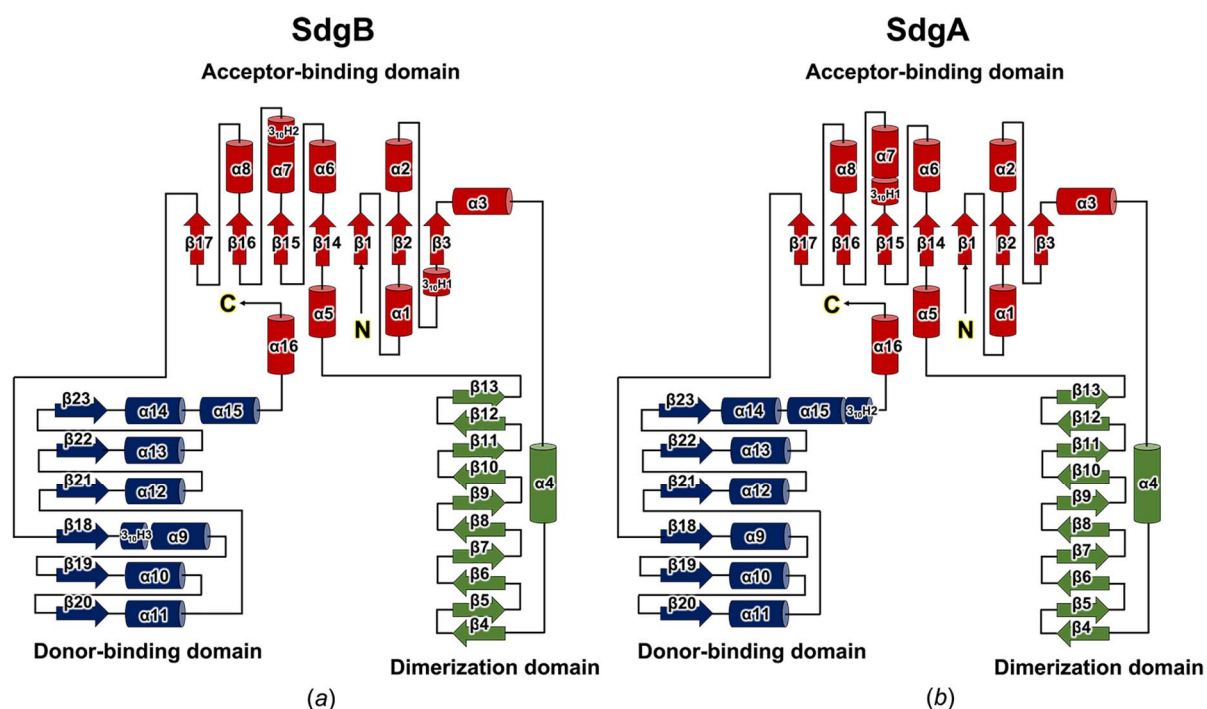 SdgB
Acceptor-binding domain
3₁₀H2
α8
α7
α6
α2
α3
β17
β16
β15
β14
β1
β2
β3
3₁₀H1
C
α5
N
α1
α16
β23
α14
α15
β22
α13
β21
α12
β18
3₁₀H3
α9
β19
α10
β20
α11
Donor-binding domain
β13
β12
β11
β10
β9
β8
β7
β6
β5
β4
α4
Dimerization domain
(a)
SdgA
Acceptor-binding domain
α8
α7
α6
α2
3₁₀H1
α3
β17
β16
β15
β14
β1
β2
β3
C
α5
N
α1
α16
β23
α14
α15
3₁₀H2
β22
α13
β21
α12
β18
α9
β19
α10
β20
α11
Donor-binding domain
β13
β12
β11
β10
β9
β8
β7
β6
β5
β4
α4
Dimerization domain
(b)